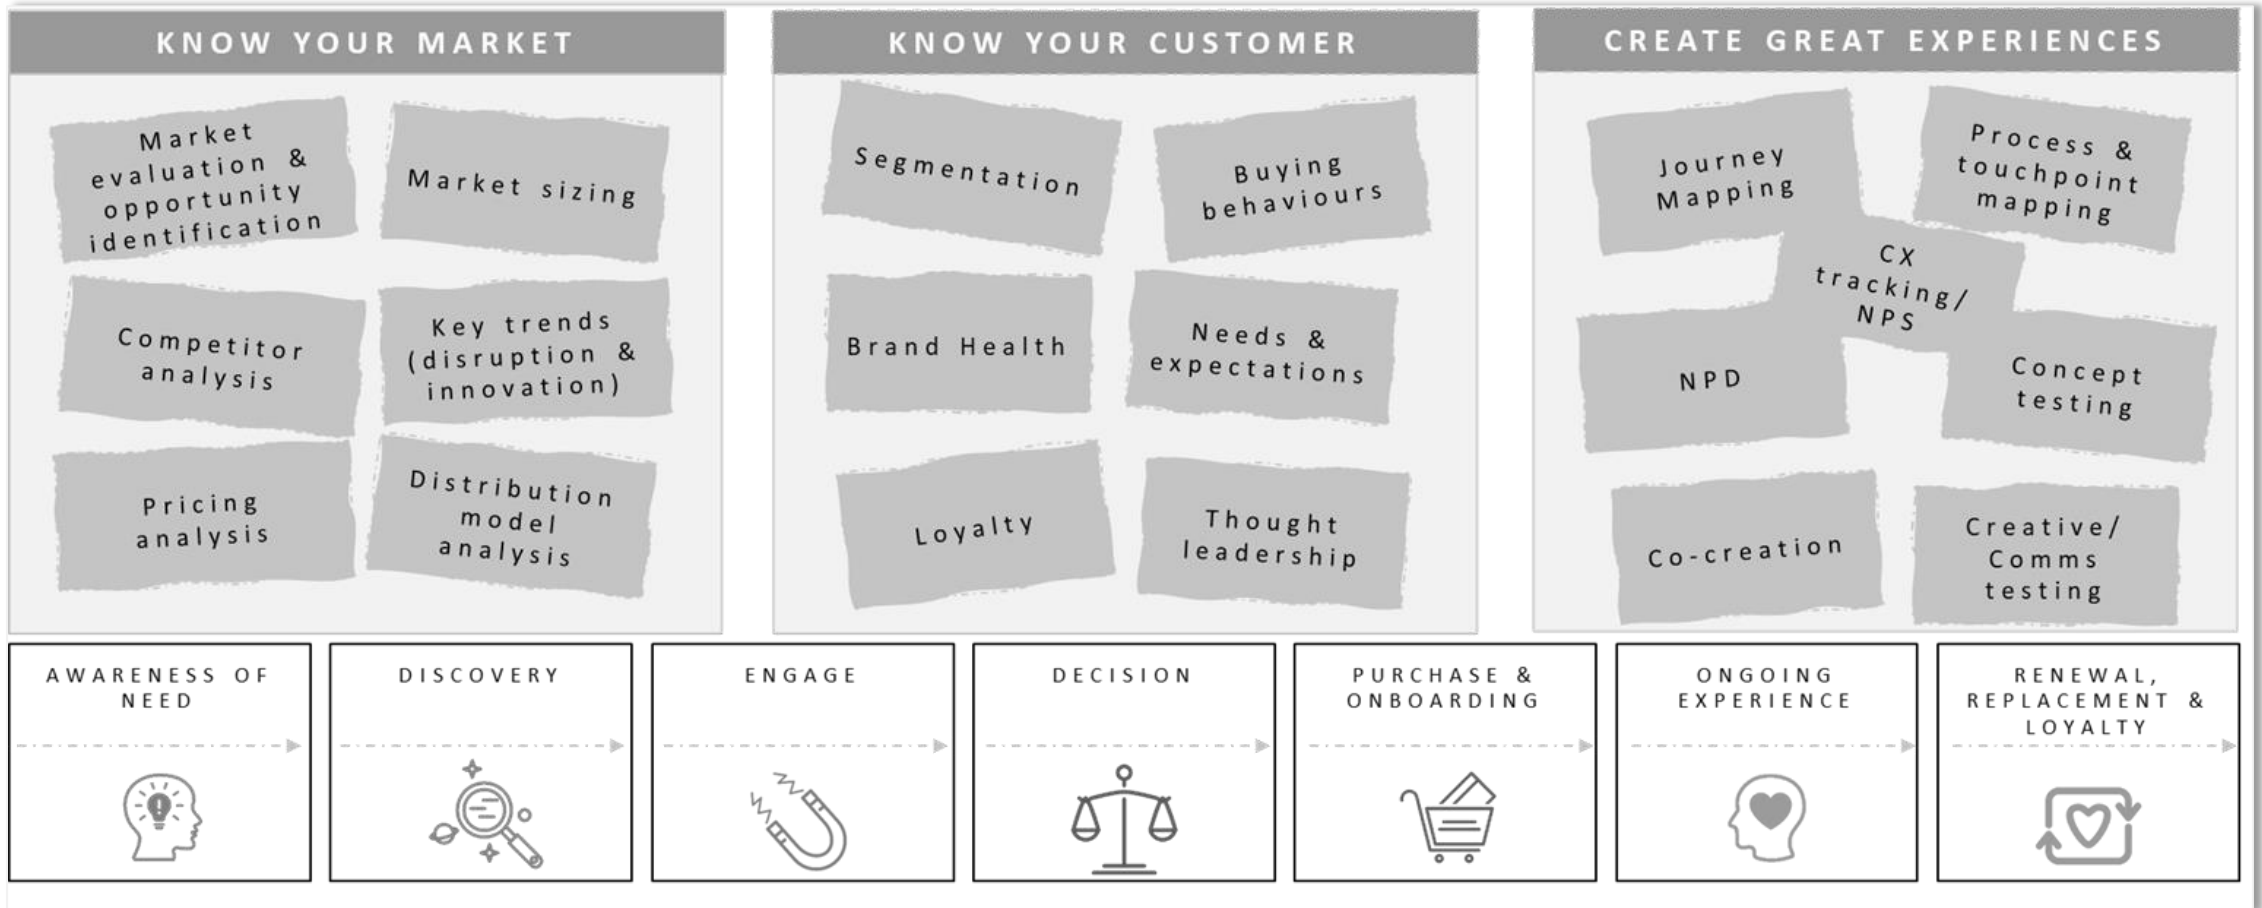 KNOW YOUR MARKET
Market
evaluation &
opportunity
identification
Market sizing
Competitor
analysis
Key trends
(disruption &
innovation)
Pricing
analysis
Distribution
model
analysis
KNOW YOUR CUSTOMER
Segmentation
Buying
behaviours
Brand Health
Needs &
expectations
Loyalty
Thought
leadership
CREATE GREAT EXPERIENCES
Journey
Mapping
Process &
touchpoint
mapping
CX
tracking/
NPS
NPD
Concept
testing
Co-creation
Creative/
Comms
testing
AWARENESS OF
NEED
DISCOVERY
ENGAGE
DECISION
PURCHASE &
ONBOARDING
ONGOING
EXPERIENCE
RENEWAL,
REPLACEMENT &
LOYALTY